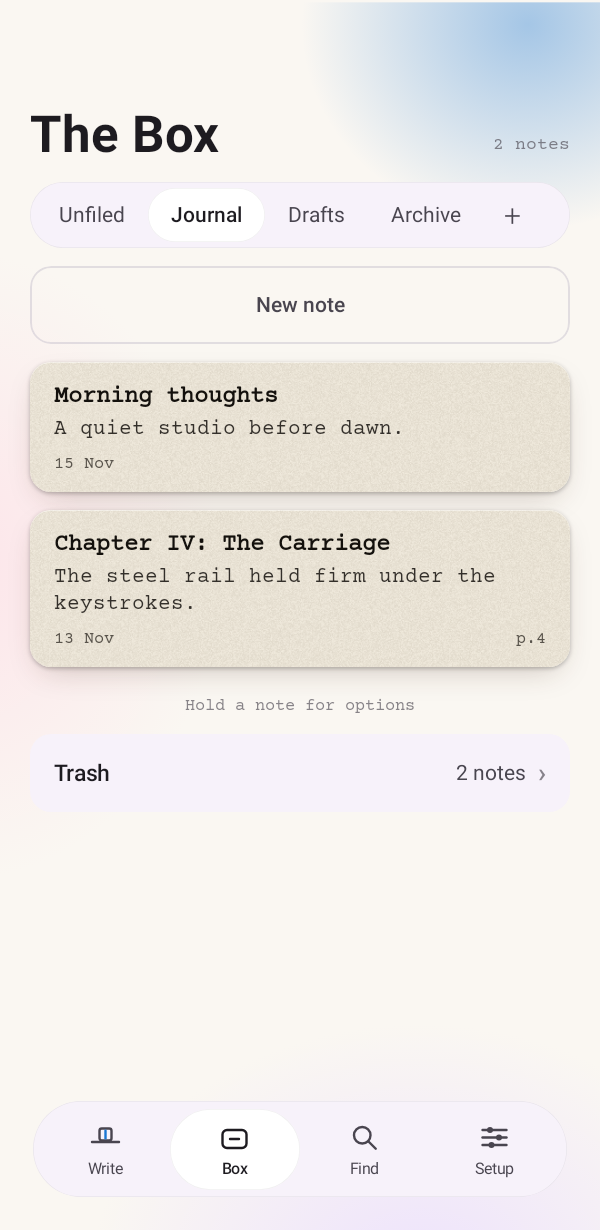 The Box
2 notes
Unfiled Journal Drafts Archive +
New note
Morning thoughts
A quiet studio before dawn.
15 Nov
Chapter IV: The Carriage
The steel rail held firm under the
keystrokes.
13 Nov p.4
Hold a note for options
Trash 2 notes ›
Write Box Find Setup